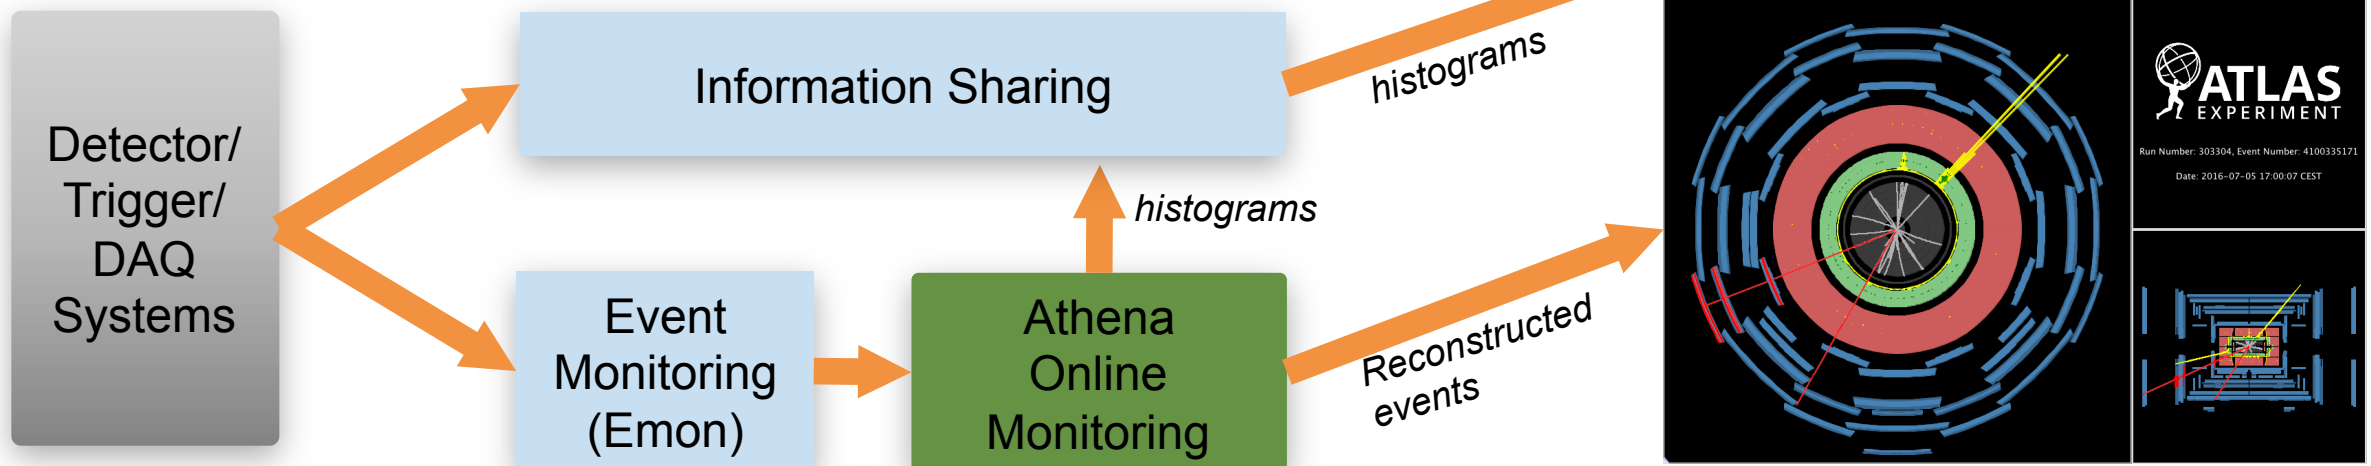 Detector/
Trigger/
DAQ
Systems
Information Sharing
histograms
histograms
Event
Monitoring
(Emon)
Athena
Online
Monitoring
Reconstructed
events
ATLAS
EXPERIMENT
Run Number: 303304, Event Number: 4100335171
Date: 2016-07-05 17:00:07 CEST